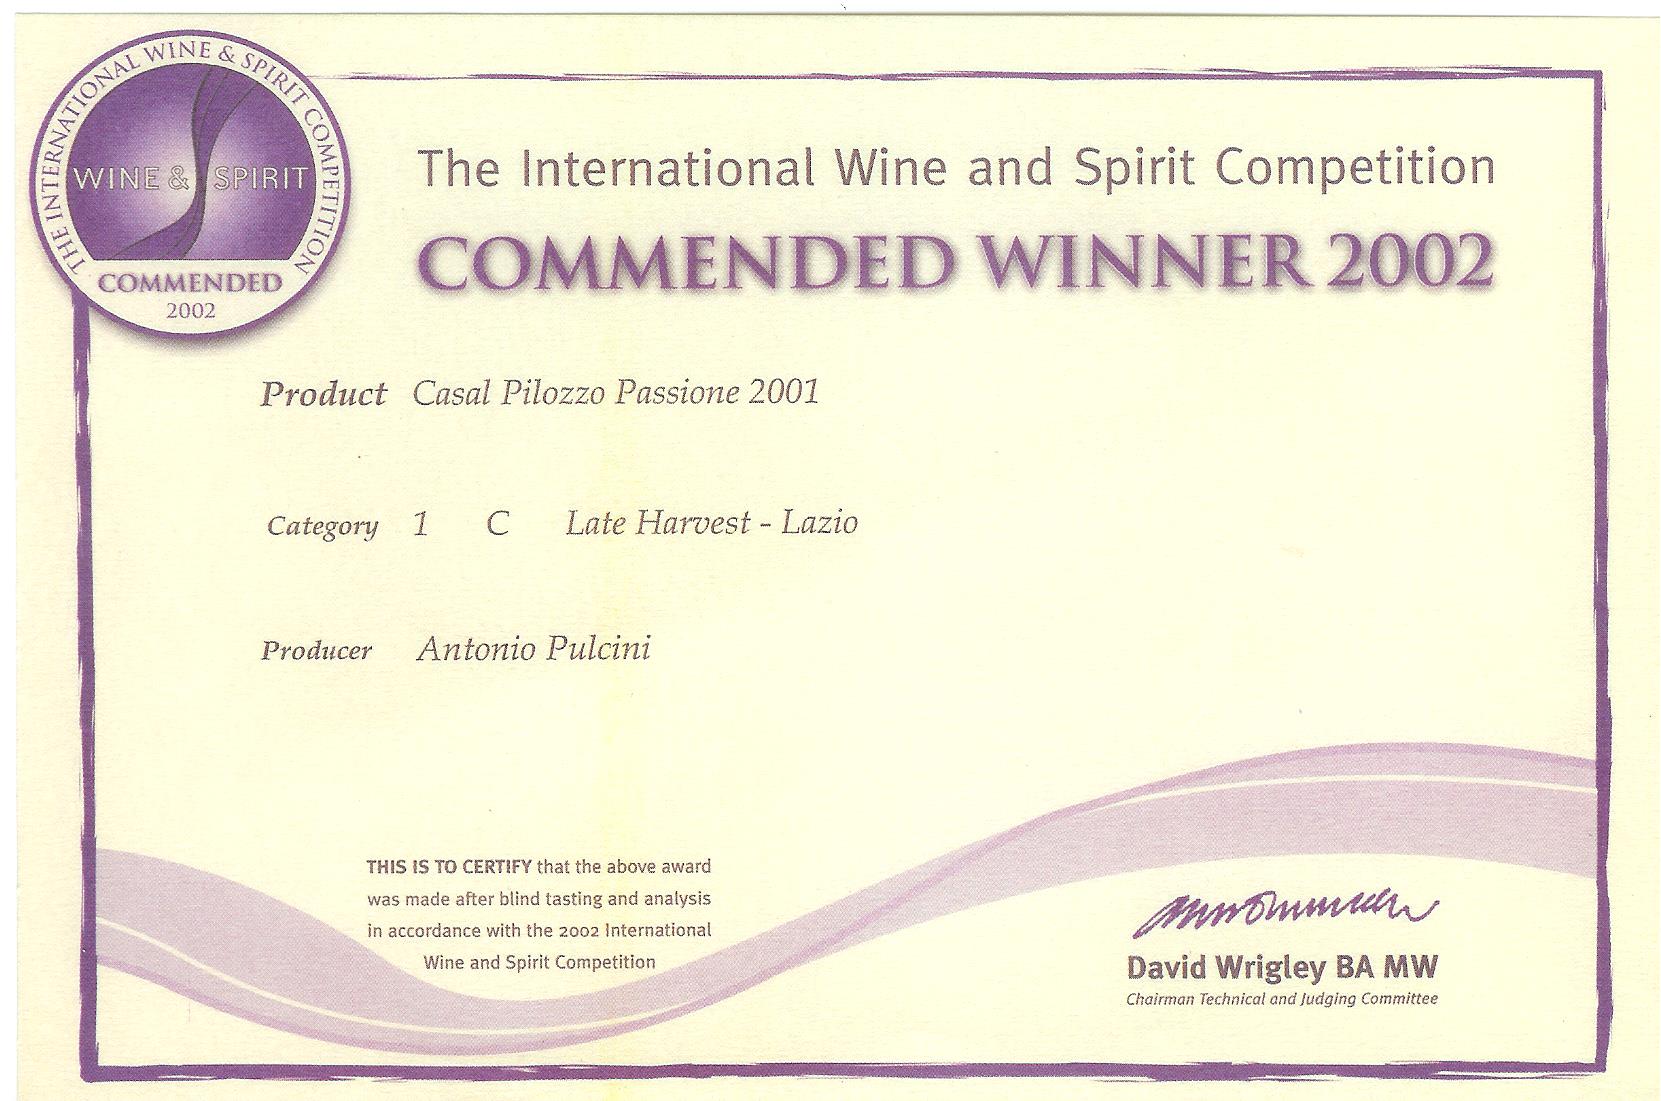 THE INTERNATIONAL WINE & SPIRIT COMPETITION
WINE & SPIRIT
COMMENDED
2002
The International Wine and Spirit Competition
COMMENDED WINNER 2002
Product Casal Pilozzo Passione 2001
Category 1 C Late Harvest - Lazio
Producer Antonio Pulcini
THIS IS TO CERTIFY that the above award
was made after blind tasting and analysis
in accordance with the 2002 International
Wine and Spirit Competition
David Wrigley BA MW
Chairman Technical and Judging Committee